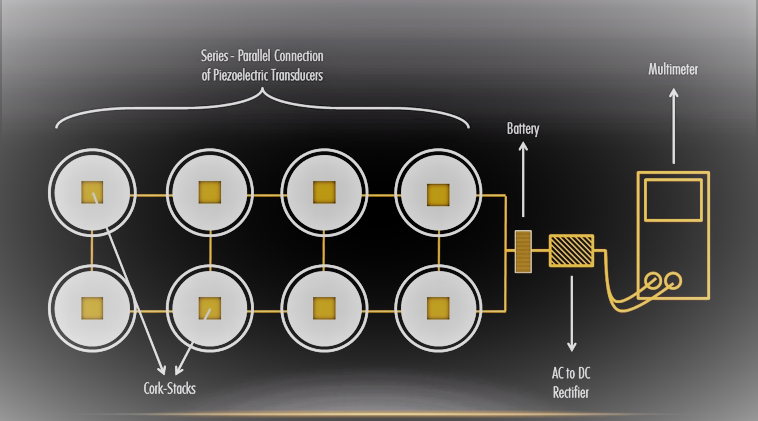 Series - Parallel Connection
of Piezoelectric Transducers
Multimeter
Battery
AC to DC
Rectifier
Cork-Stacks